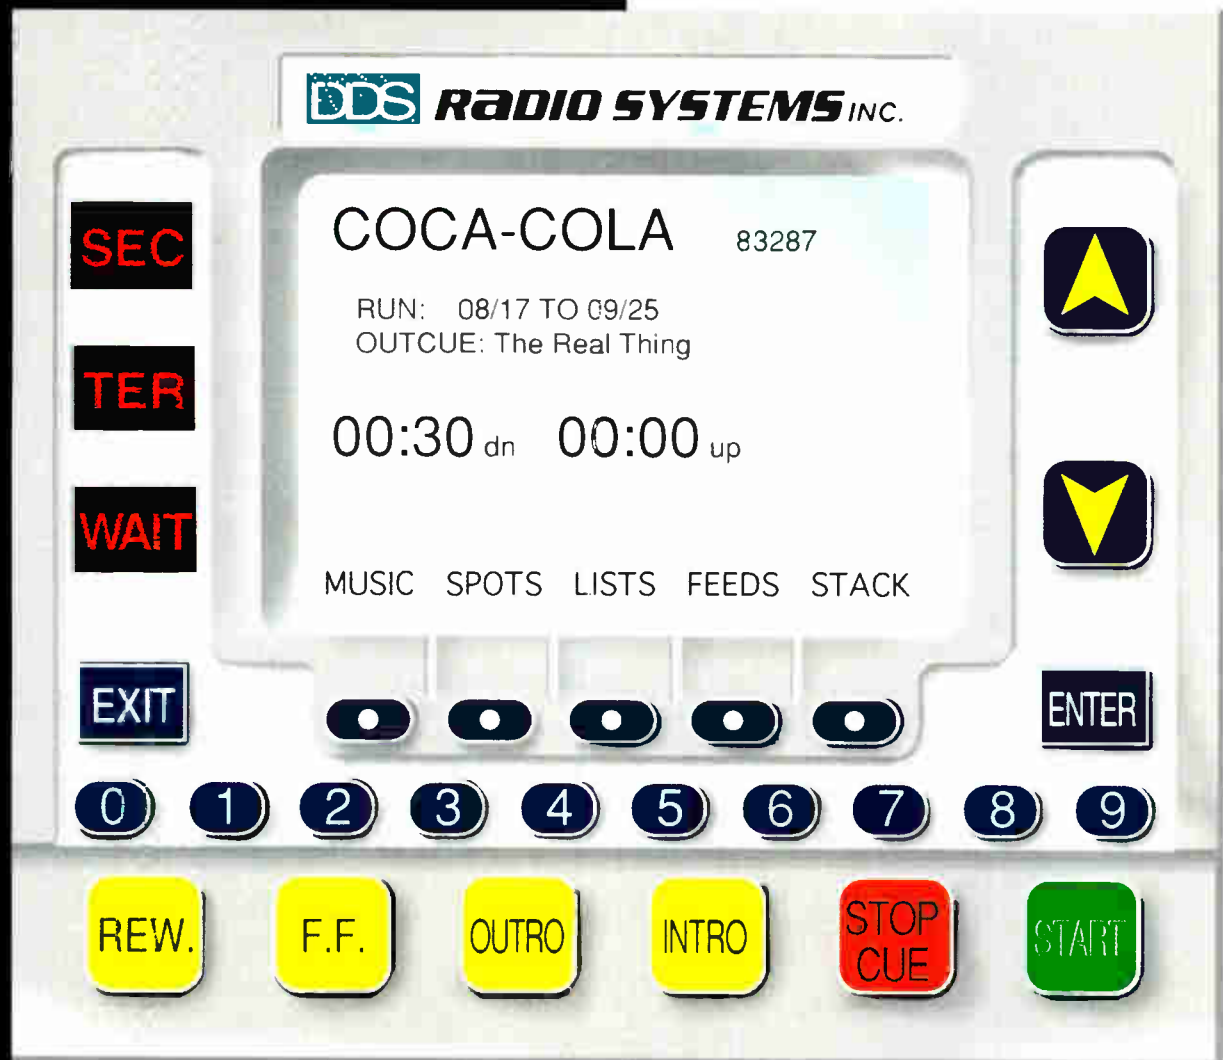 DDS RADIO SYSTEMS INC.
SEC
TER
WAIT
EXIT
COCA-COLA 83287
RUN: 08/17 TO 09/25
OUTCUE: The Real Thing
00:30 dn 00:00 up
MUSIC SPOTS LISTS FEEDS STACK
ENTER
0 1 2 3 4 5 6 7 8 9
REW. F.F. OUTRO INTRO STOP CUE START